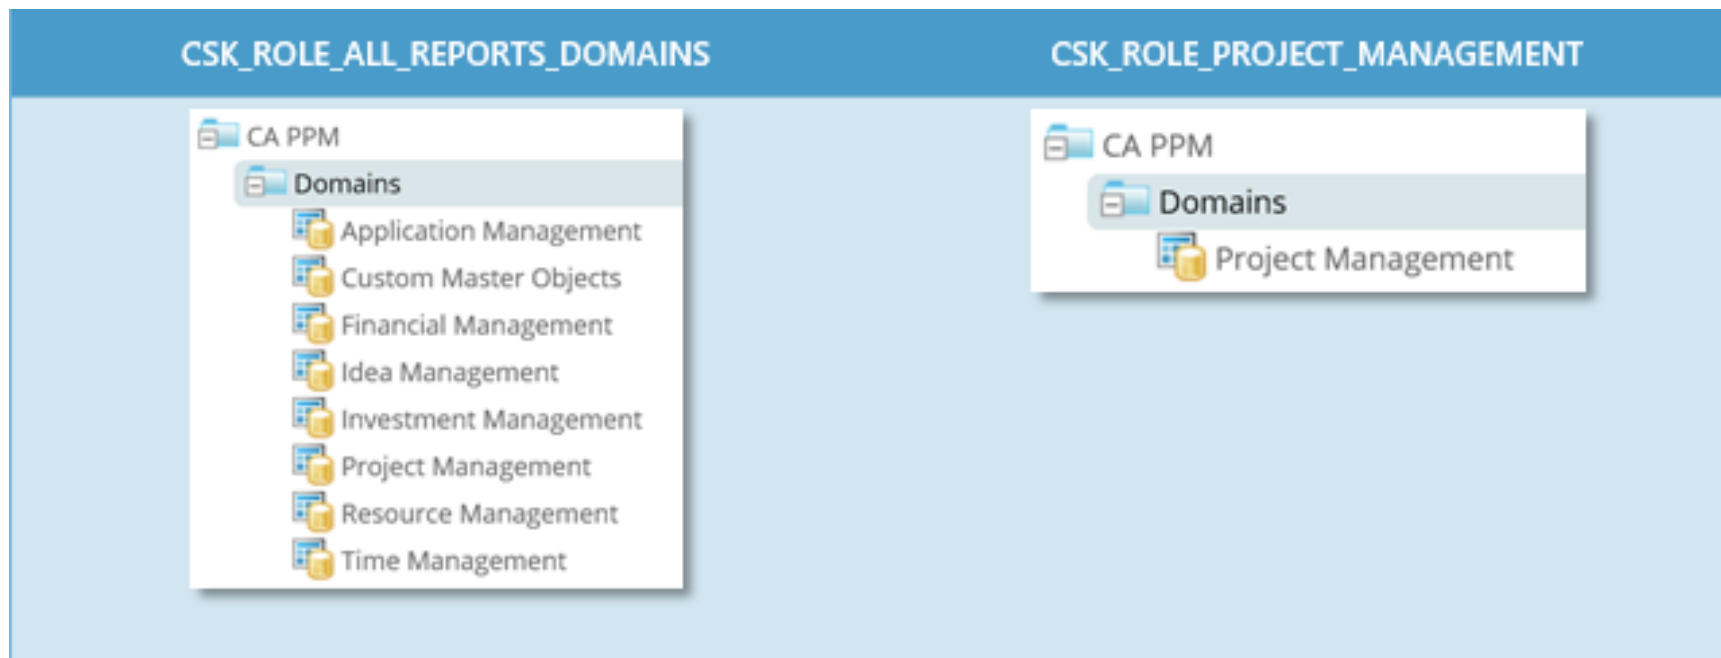 CSK_ROLE_ALL_REPORTS_DOMAINS
CA PPM
Domains
Application Management
Custom Master Objects
Financial Management
Idea Management
Investment Management
Project Management
Resource Management
Time Management
CSK_ROLE_PROJECT_MANAGEMENT
CA PPM
Domains
Project Management